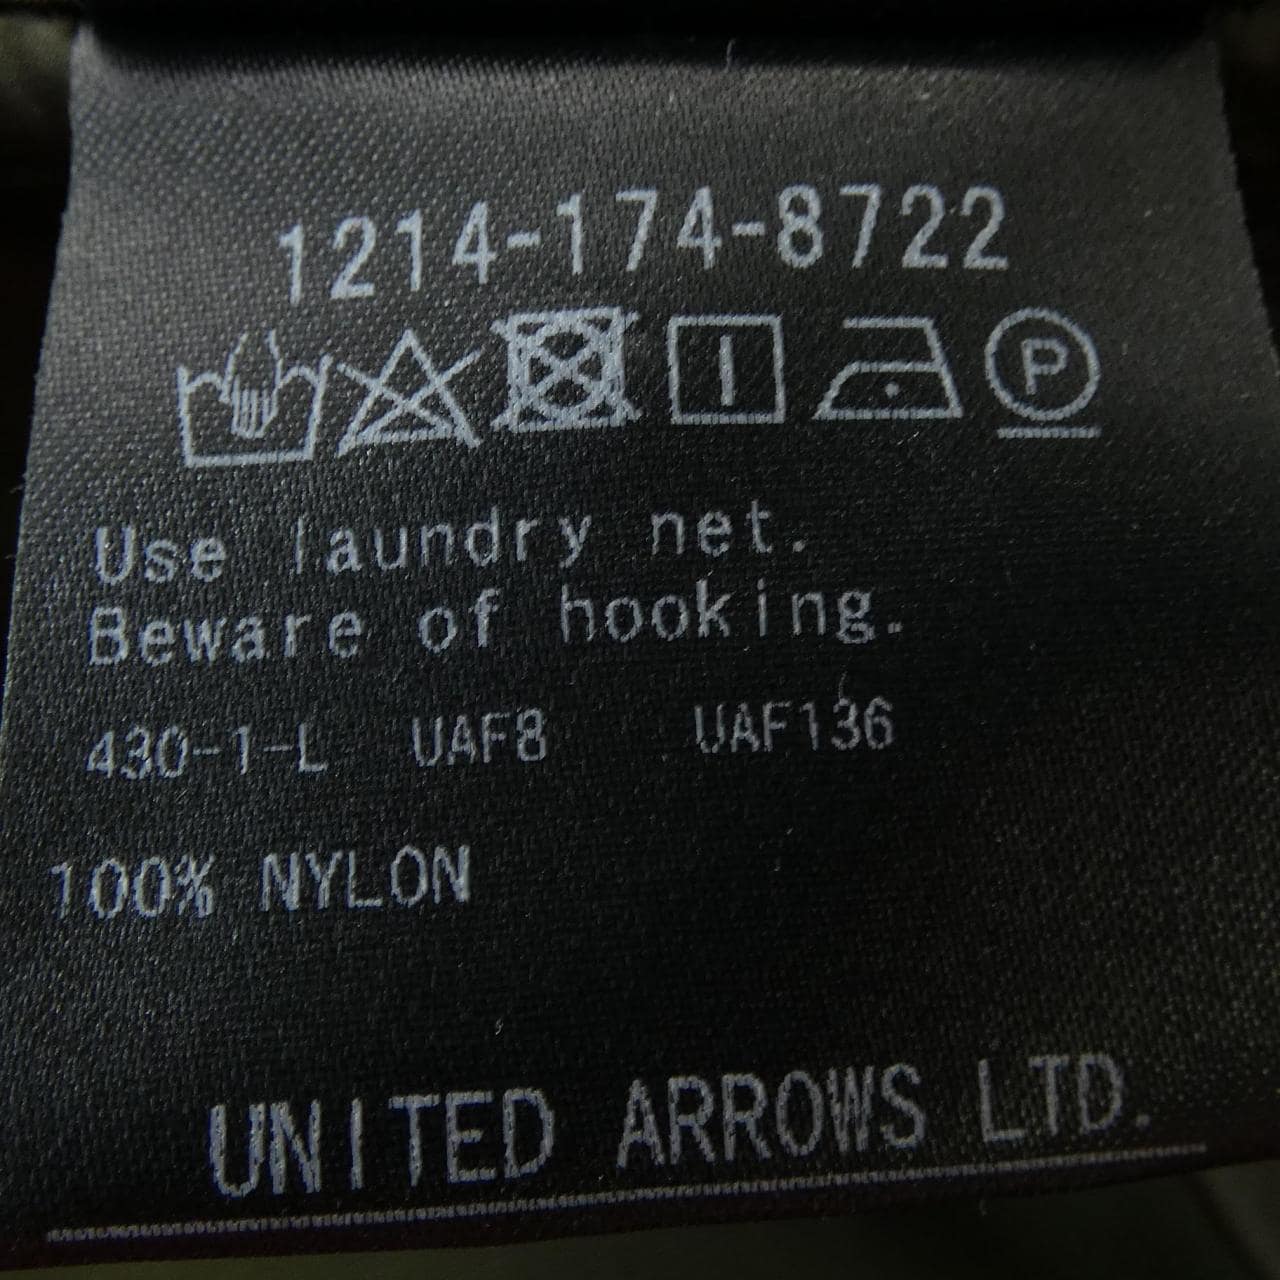 1214-174-8722
P
Use laundry net.
Beware of hooking.
430-1-L UAF8 UAF136
100% NYLON
UNITED ARROWS LTD.